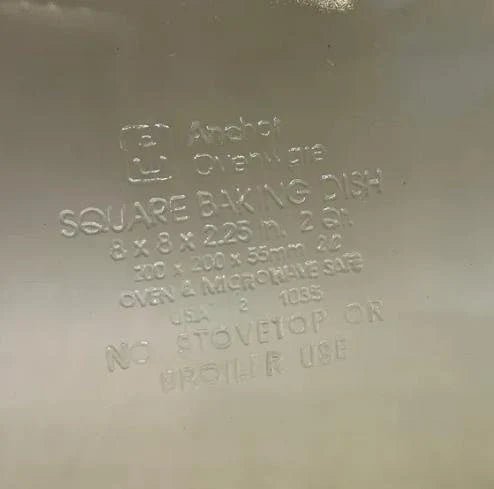 Anchor
Ovenware
SQUARE BAKING DISH
8 x 8 x 2.25 in. 2 Qt
200 x 200 x 55mm 2ℓ
OVEN & MICROWAVE SAFE
USA 2 1035
NO STOVETOP OR
BROILER USE